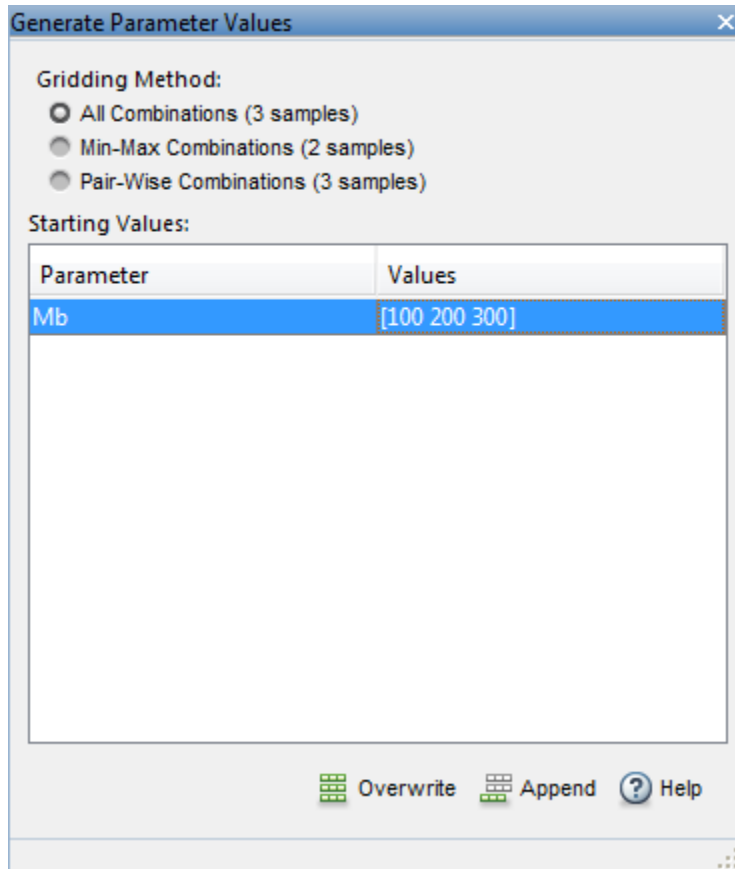 Generate Parameter Values
Gridding Method:
All Combinations (3 samples)
Min-Max Combinations (2 samples)
Pair-Wise Combinations (3 samples)
Starting Values:
Parameter Values
Mb [100 200 300]
Overwrite Append Help